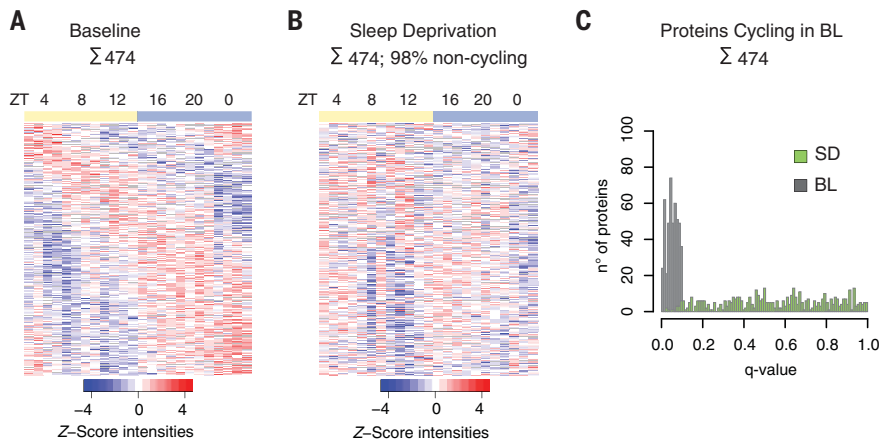 A
Baseline
Σ 474
ZT 4 8 12 16 20 0
−4 0 4
Z–Score intensities
B
Sleep Deprivation
Σ 474; 98% non-cycling
ZT 4 8 12 16 20 0
−4 0 4
Z–Score intensities
C
Proteins Cycling in BL
Σ 474
n° of proteins
100
80
60
40
20
0
SD
BL
0.0 0.2 0.4 0.6 0.8 1.0
q-value